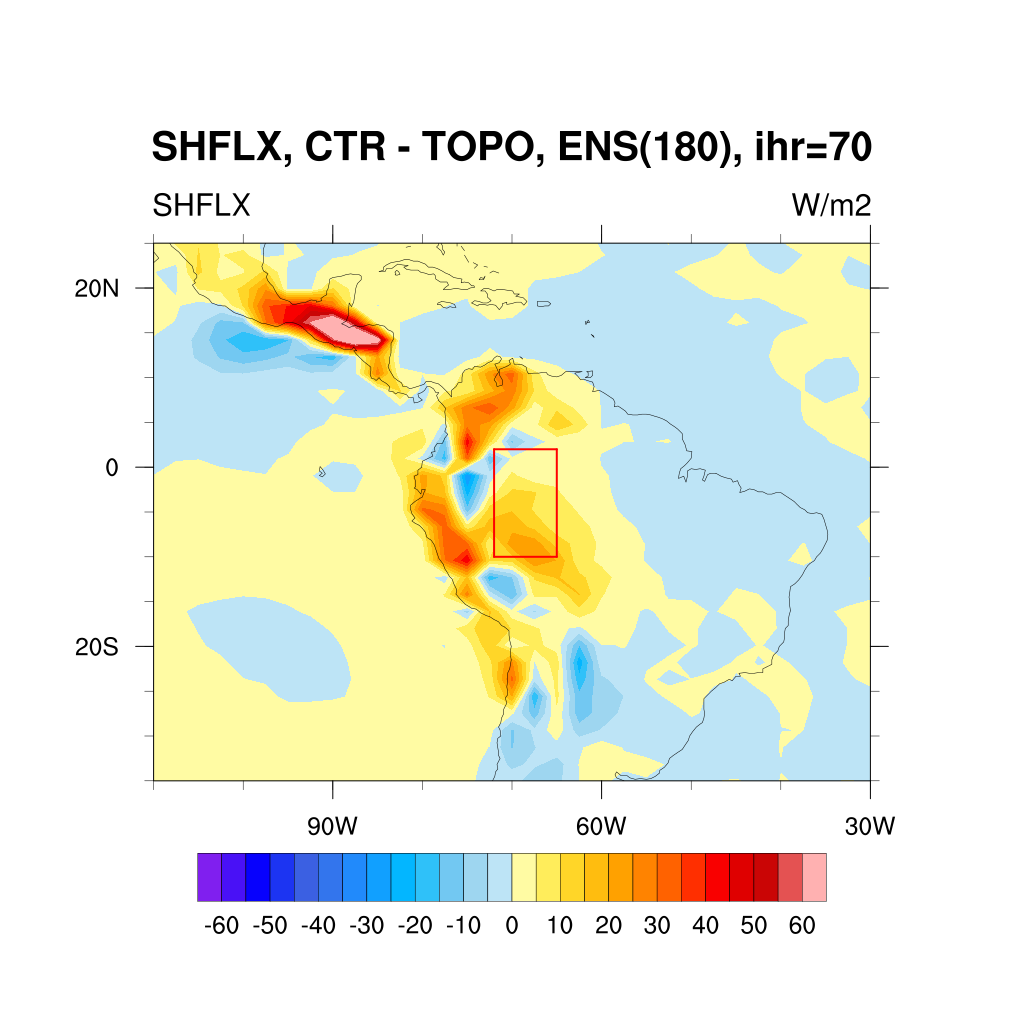 SHFLX, CTR - TOPO, ENS(180), ihr=70
SHFLX W/m2
20N
0
20S
90W 60W 30W
-60 -50 -40 -30 -20 -10 0 10 20 30 40 50 60